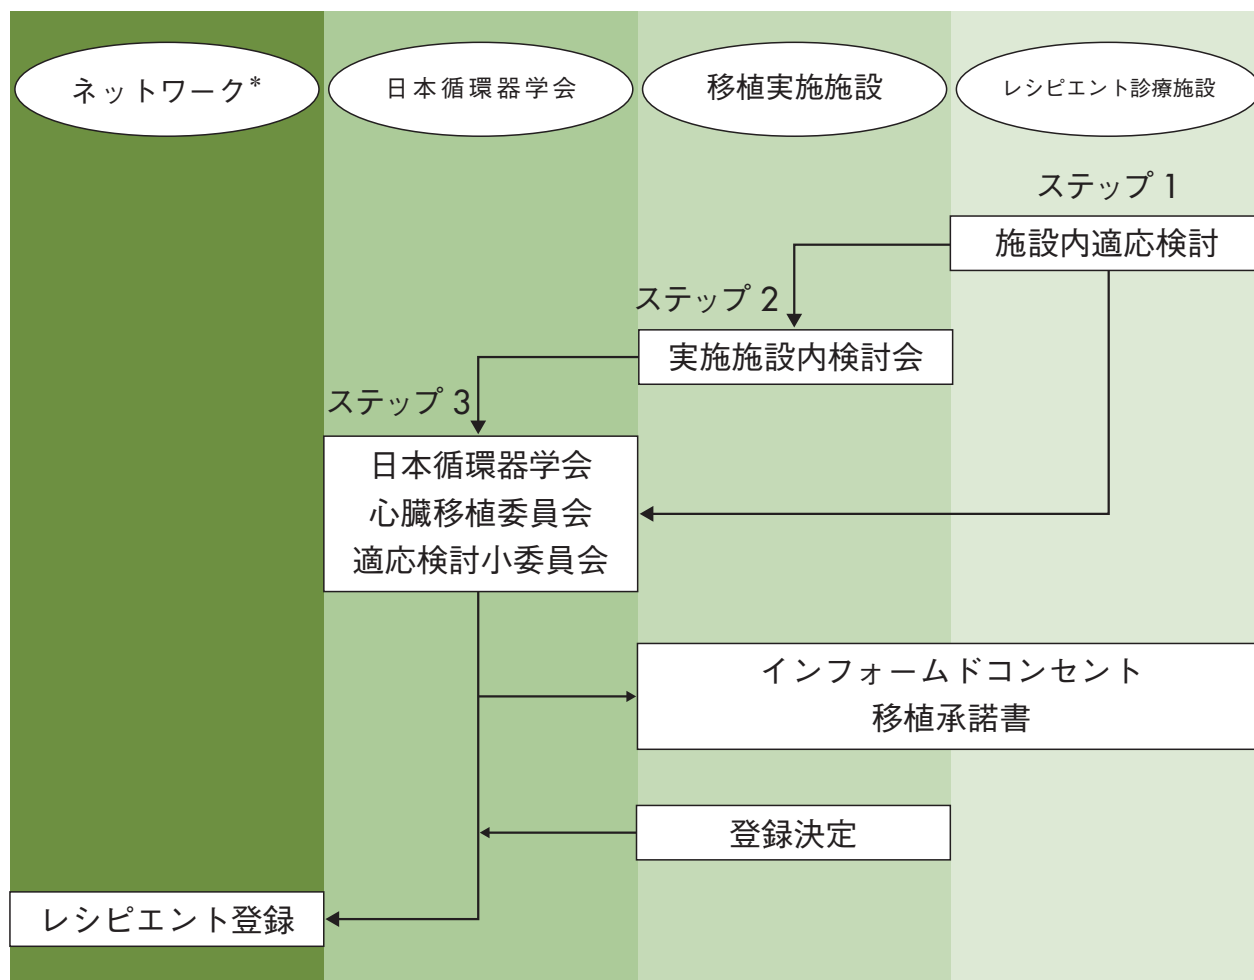 ネットワーク*
日本循環器学会
移植実施施設
レシピエント診療施設
ステップ 1
施設内適応検討
ステップ 2
実施施設内検討会
ステップ 3
日本循環器学会
心臓移植委員会
適応検討小委員会
インフォームドコンセント
移植承諾書
登録決定
レシピエント登録